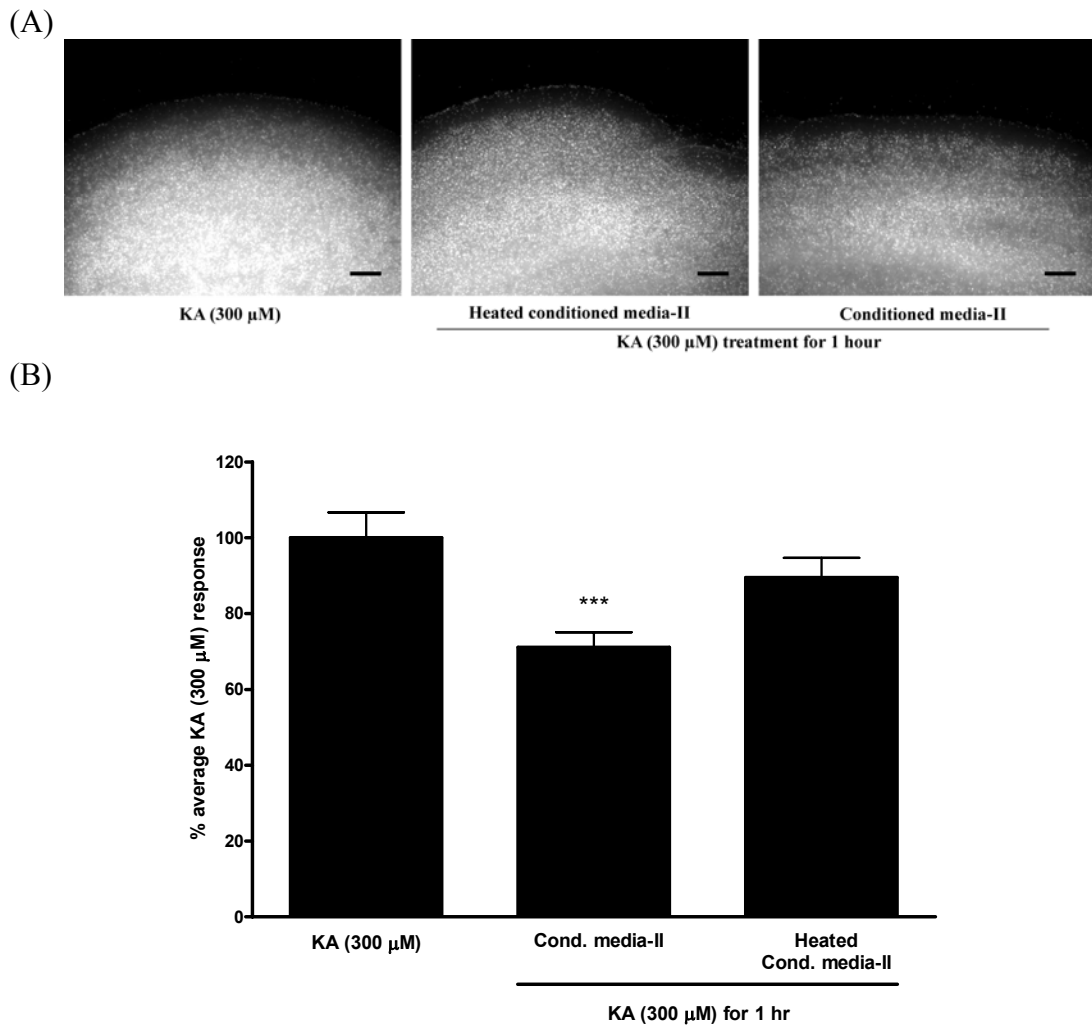 (A)
KA (300 µM)
Heated conditioned media-II
Conditioned media-II
KA (300 µM) treatment for 1 hour
(B)
% average KA (300 µM) response
120
100
80
60
40
20
0
***
KA (300 µM)
Cond. media-II
Heated
Cond. media-II
KA (300 µM) for 1 hr